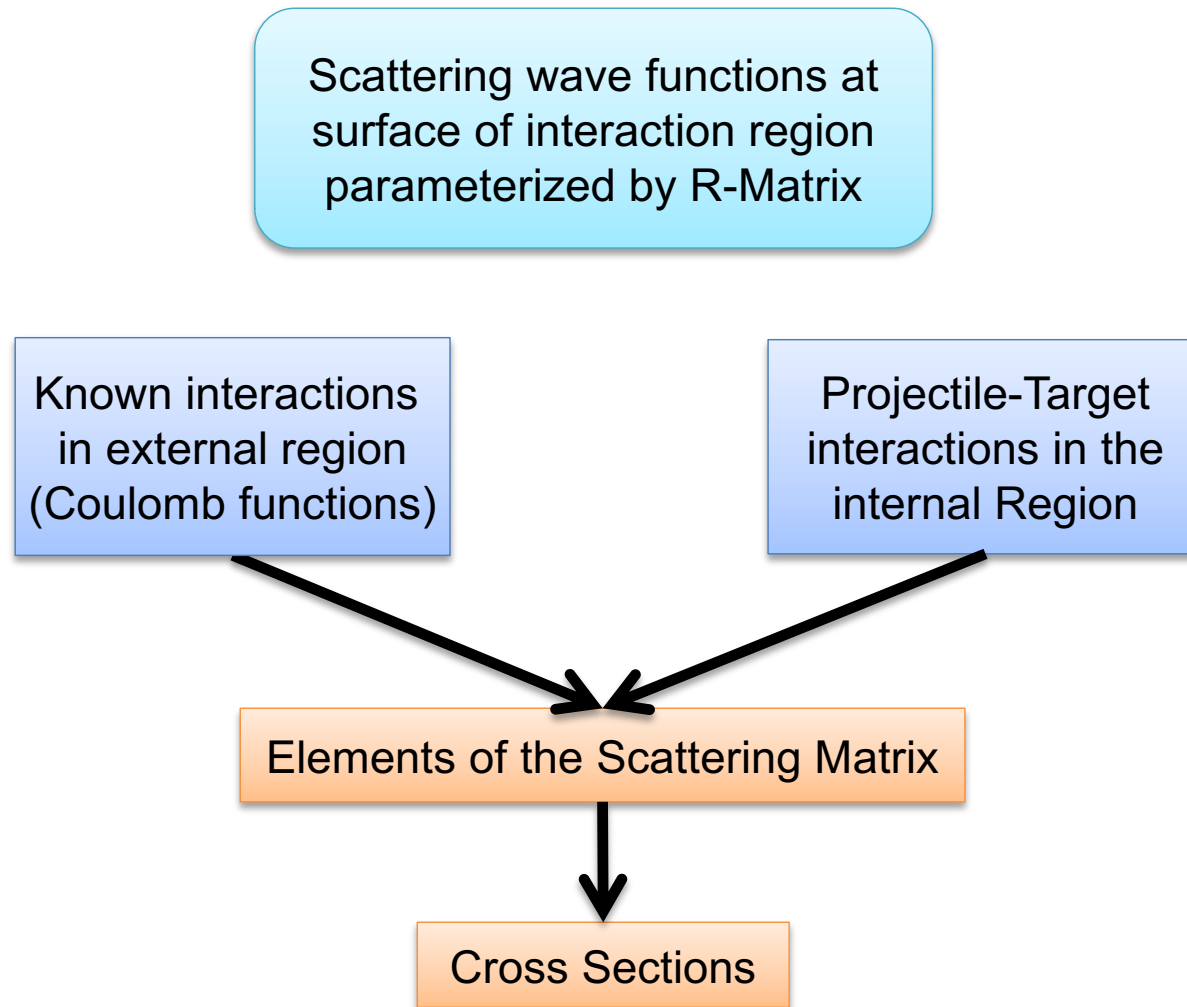 Scattering wave functions at
surface of interaction region
parameterized by R-Matrix
Known interactions
in external region
(Coulomb functions)
Projectile-Target
interactions in the
internal Region
Elements of the Scattering Matrix
Cross Sections